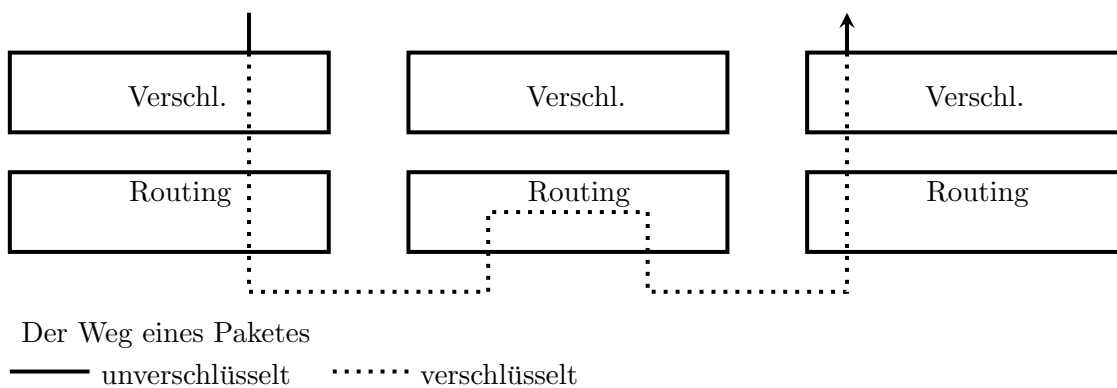 Verschl. Verschl. Verschl.
Routing Routing Routing
Der Weg eines Paketes
unverschlüsselt verschlüsselt